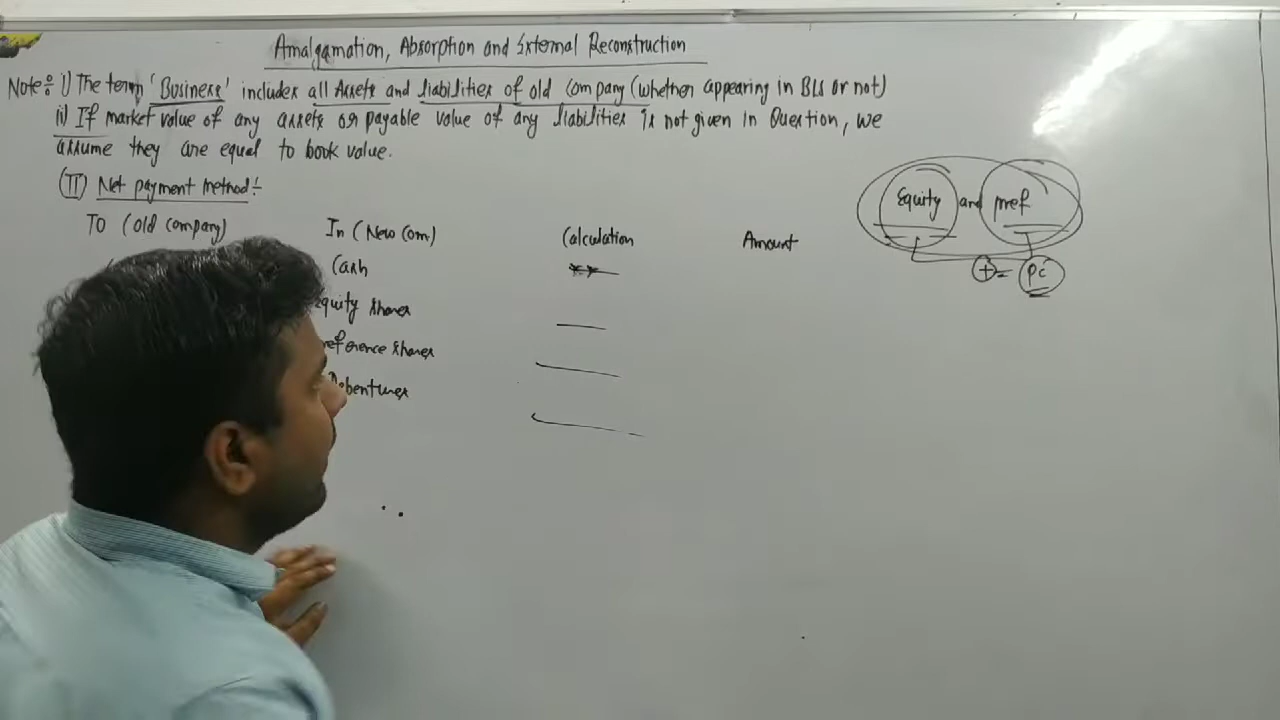 Amalgamation, Absorption and External Reconstruction
Note: i) The term 'Business' includes all Assets and liabilities of old company (whether appearing in B/s or not)
ii) If market value of any assets or payable value of any liabilities is not given in Question, we
assume they are equal to book value.
(II) Net payment method:-
TO (old company) In (New Com) Calculation Amount
Cash
quity shares
reference shares
Debentures
Equity and pref
+ = PC